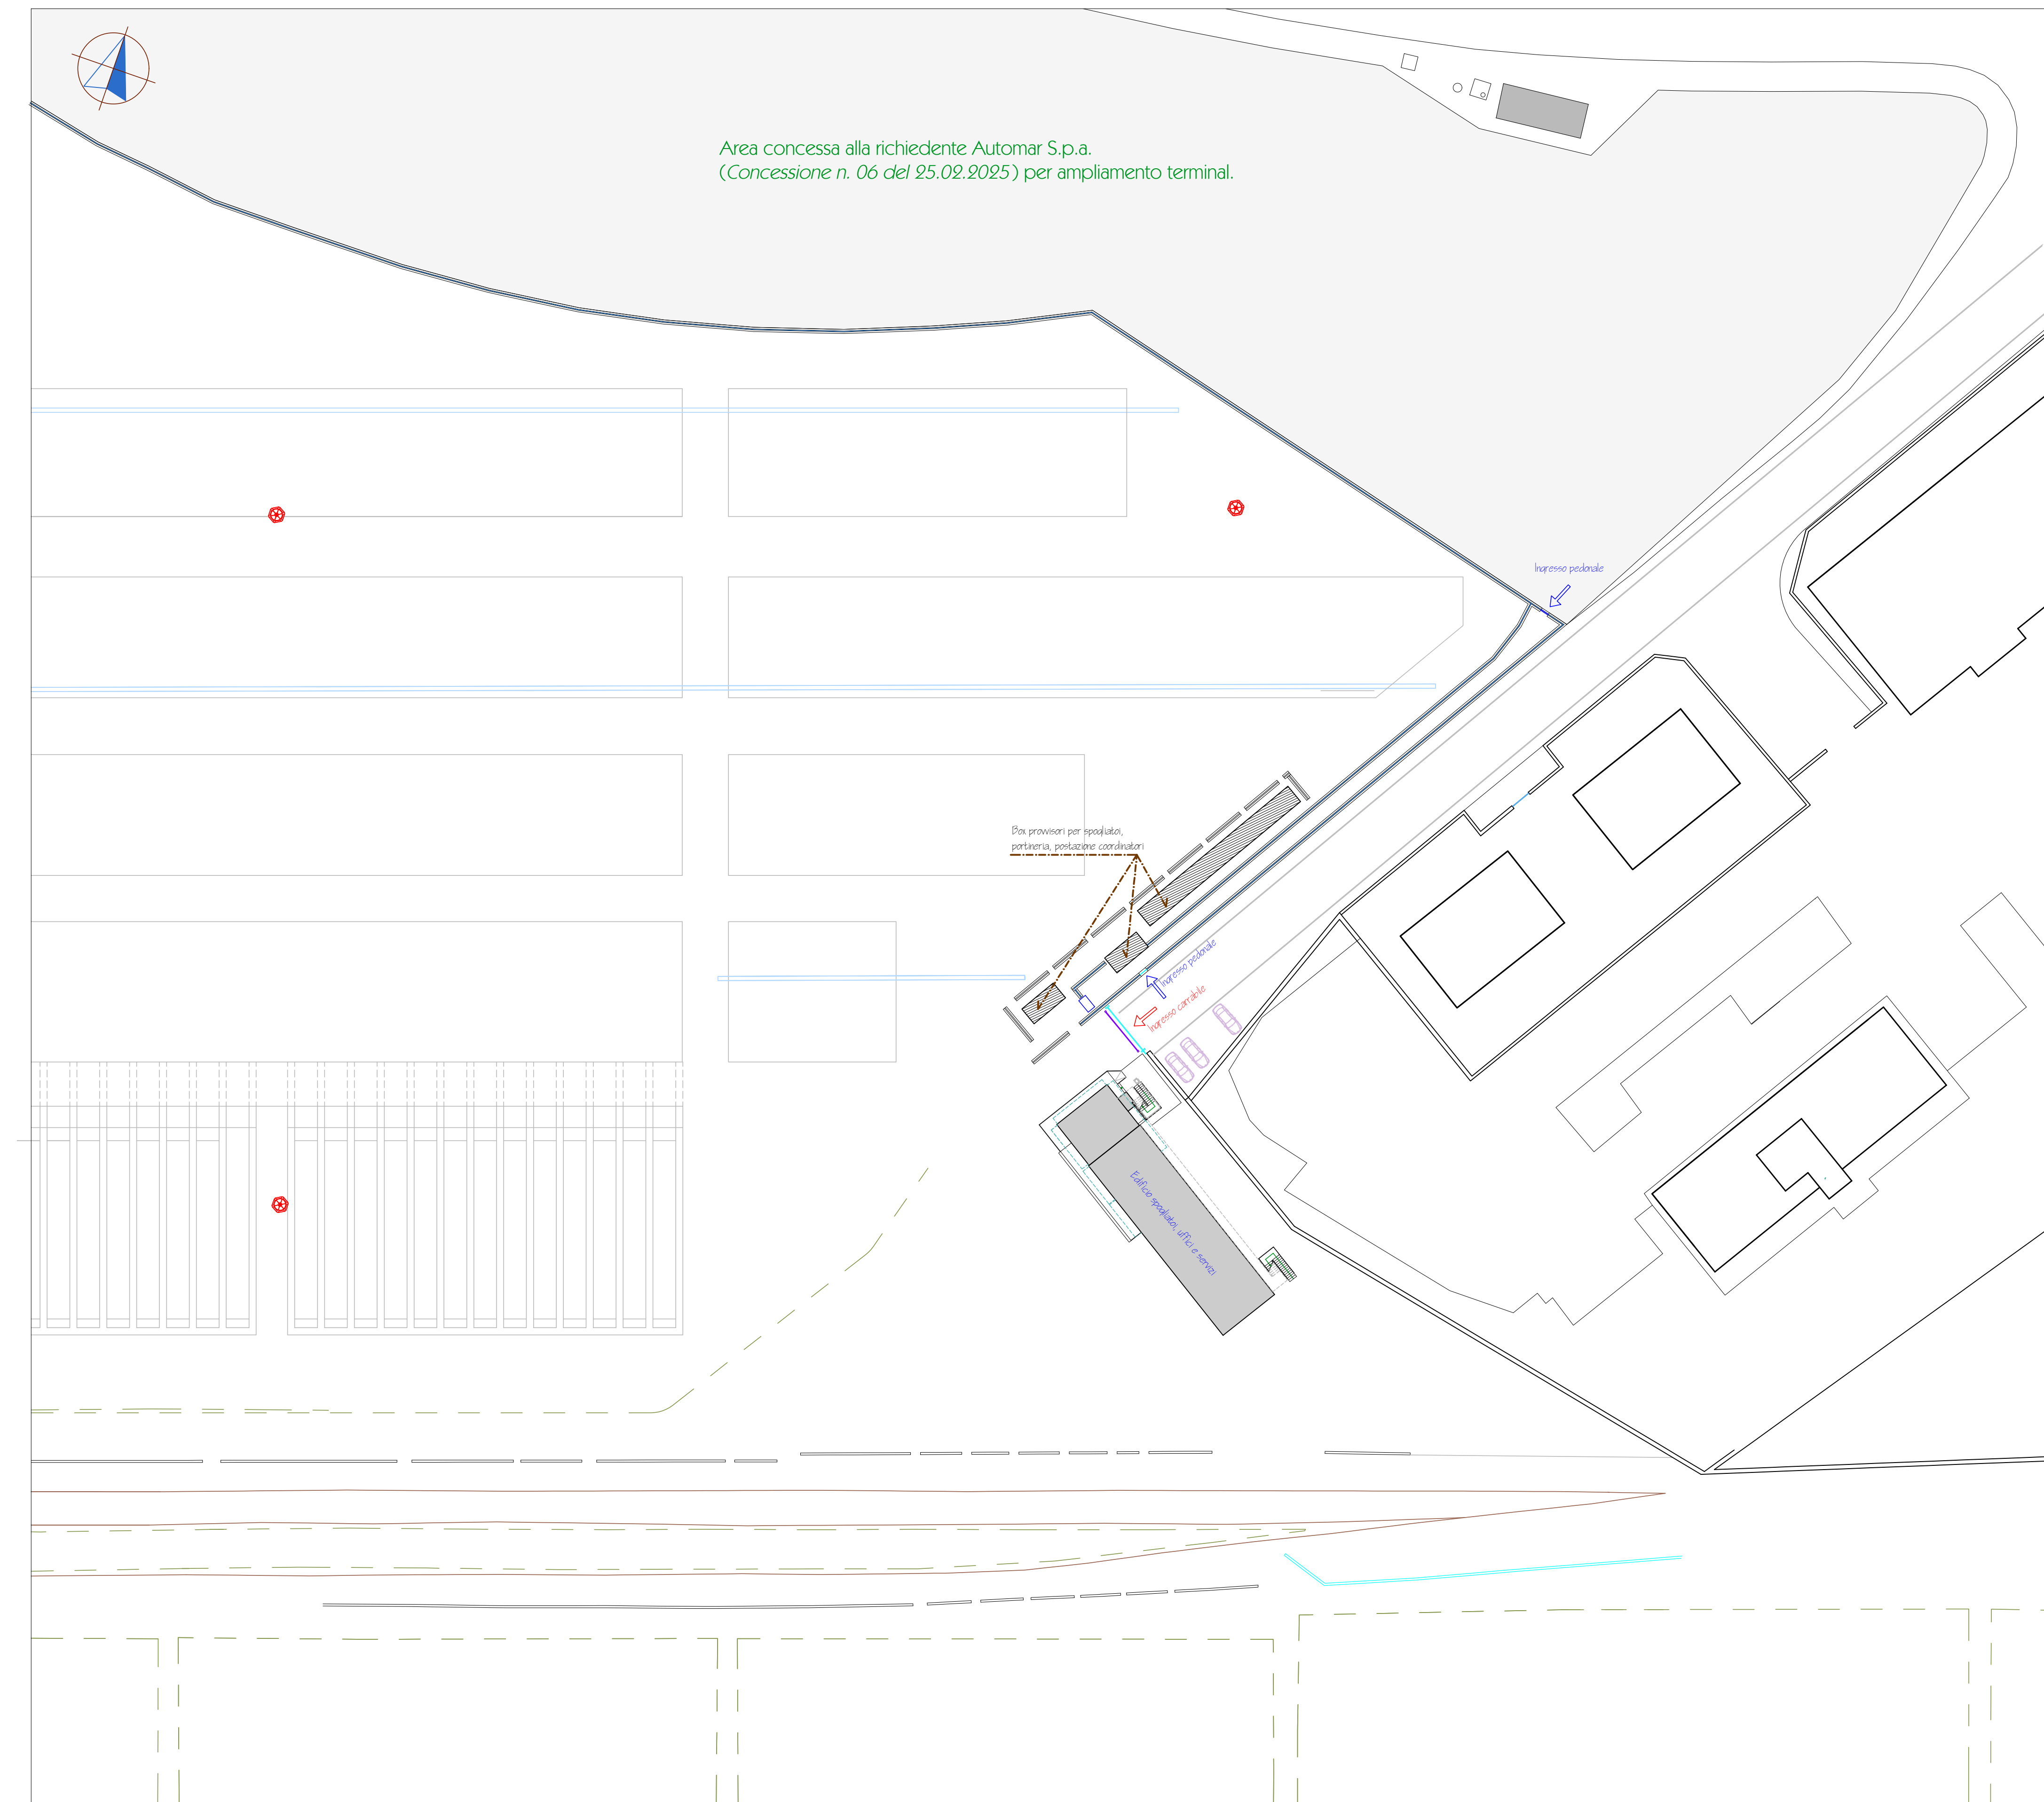 Area concessa alla richiedente Automar S.p.a.
(Concessione n. 06 del 25.02.2025) per ampliamento terminal.
Ingresso pedonale
Box provvisori per spogliatoi,
portineria, postazione coordinatori
Ingresso pedonale
Ingresso carrabile
Edificio spogliatoi, uffici e servizi